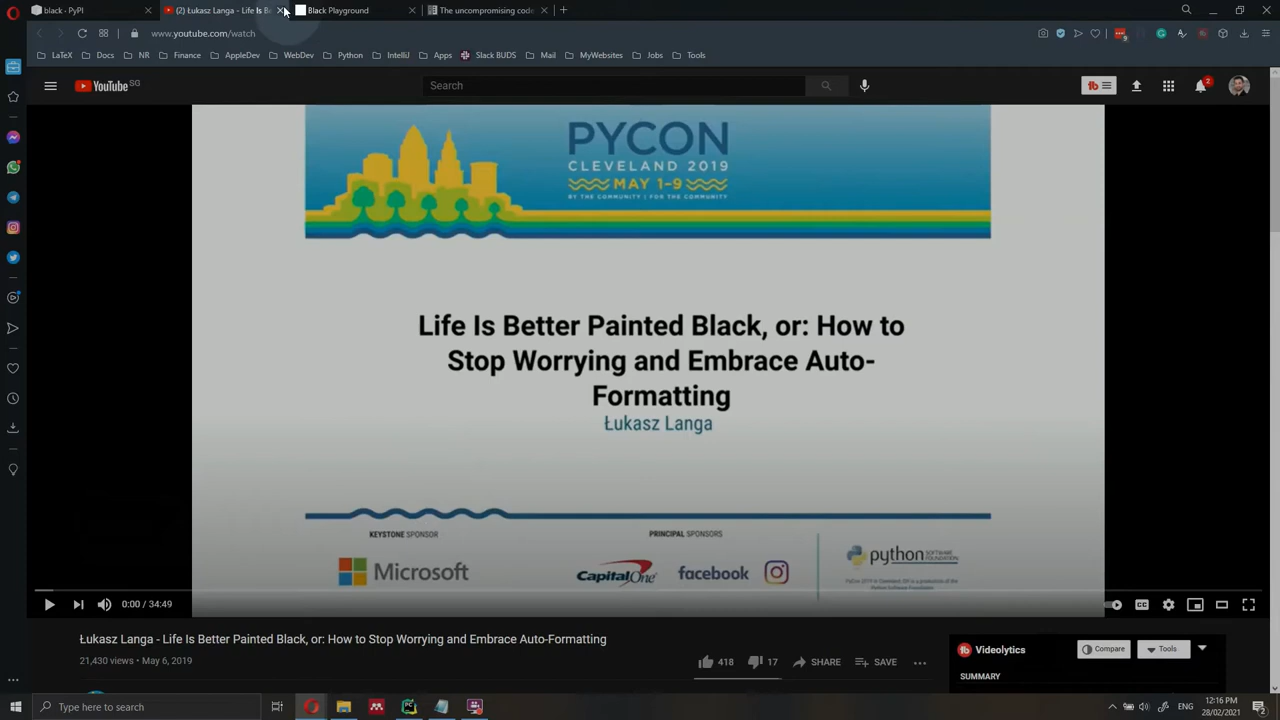 black · PyPI
(2) Łukasz Langa - Life Is Be
Black Playground
The uncompromising code
www.youtube.com/watch
LaTeX
Docs
NR
Finance
AppleDev
WebDev
Python
IntelliJ
Apps
Slack BUDS
Mail
MyWebsites
Jobs
Tools
YouTube SG
Search
2
PYCON
CLEVELAND 2019
MAY 1-9
BY THE COMMUNITY | FOR THE COMMUNITY
Life Is Better Painted Black, or: How to
Stop Worrying and Embrace Auto-
Formatting
Łukasz Langa
KEYSTONE SPONSOR
PRINCIPAL SPONSORS
Microsoft
CapitalOne
facebook
python
0:00 / 34:49
Łukasz Langa - Life Is Better Painted Black, or: How to Stop Worrying and Embrace Auto-Formatting
21,430 views • May 6, 2019
418
17
SHARE
SAVE
Videolytics
Compare
Tools
SUMMARY
Type here to search
ENG
12:16 PM
28/02/2021